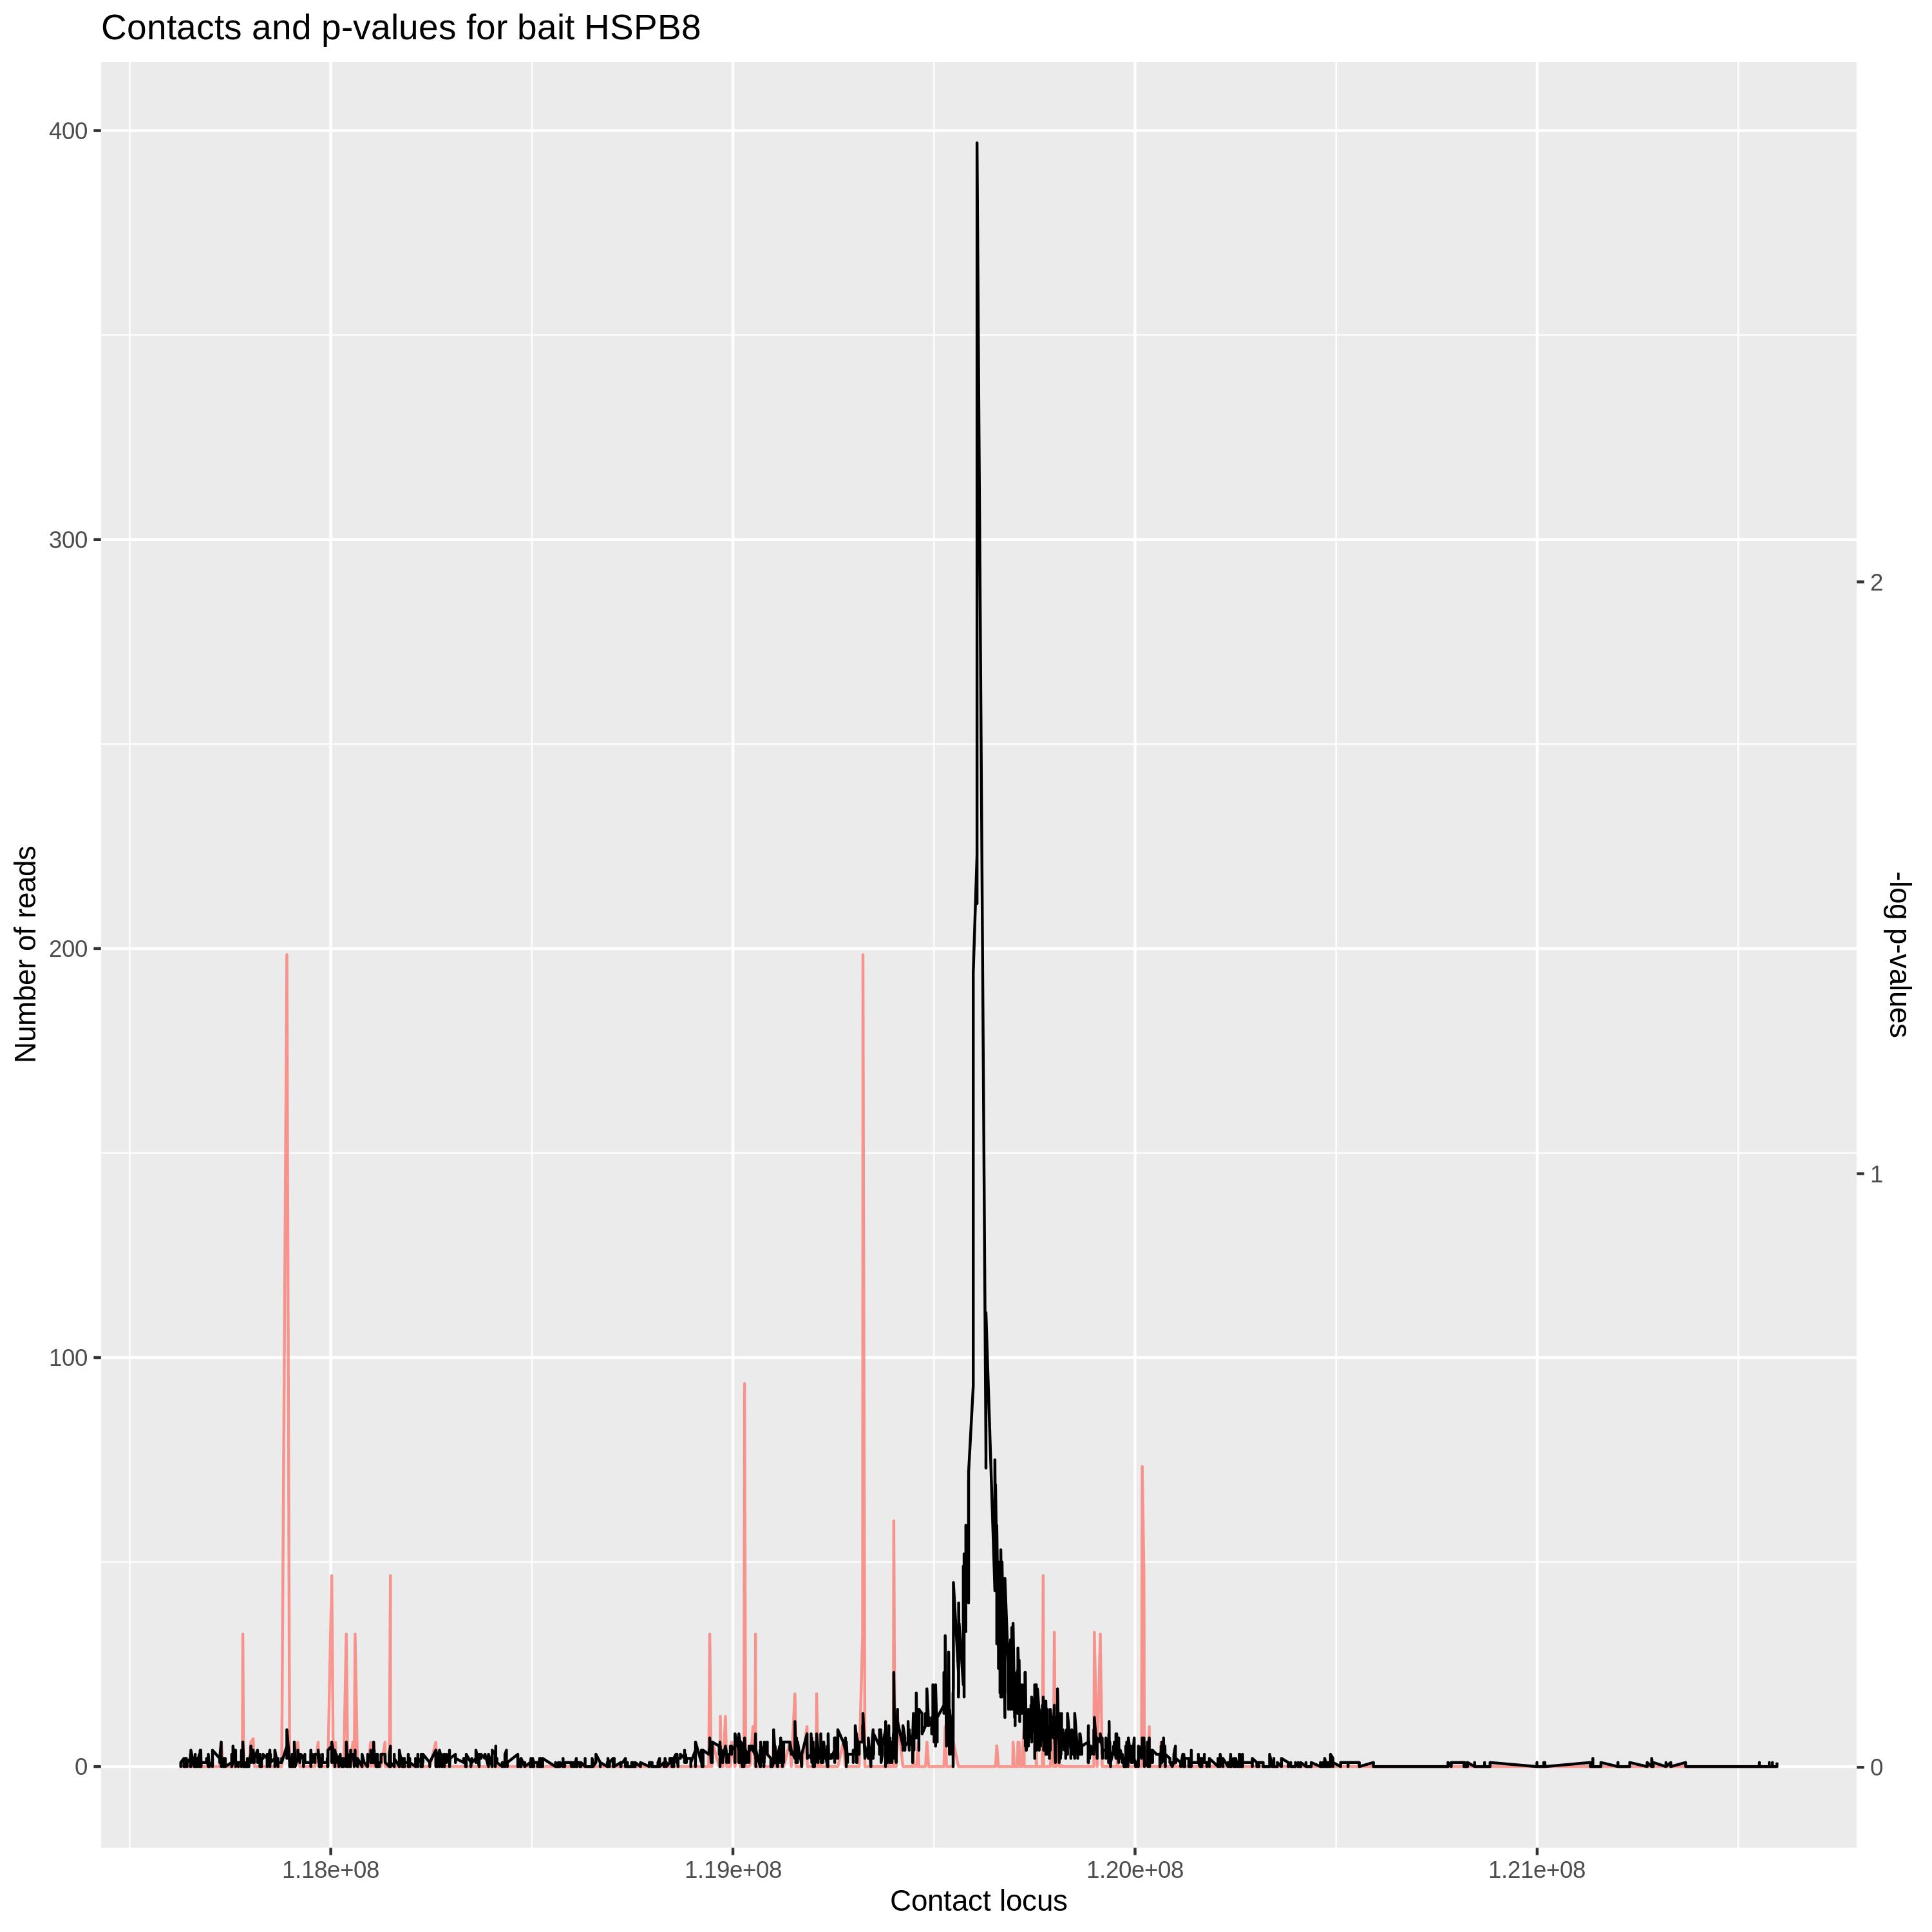 Contacts and p-values for bait HSPB8
400
300
200
100
0
Number of reads
2
1
0
-log p-values
1.18e+08
1.19e+08
1.20e+08
1.21e+08
Contact locus